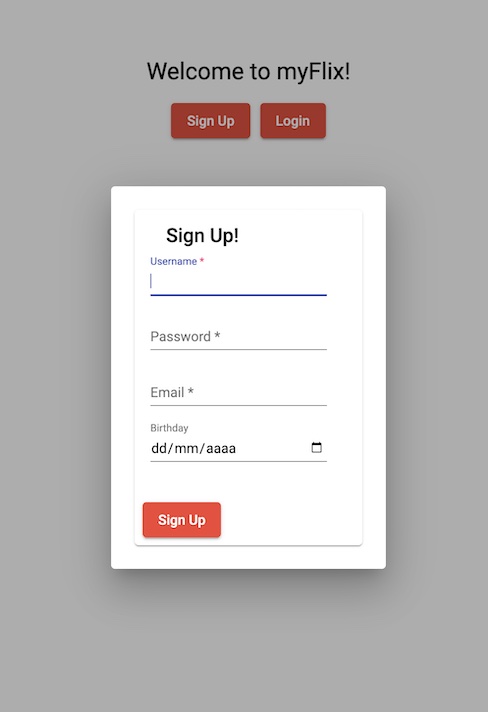 Welcome to myFlix!
Sign Up Login
Sign Up!
Username *
Password *
Email *
Birthday
dd/mm/aaaa
Sign Up